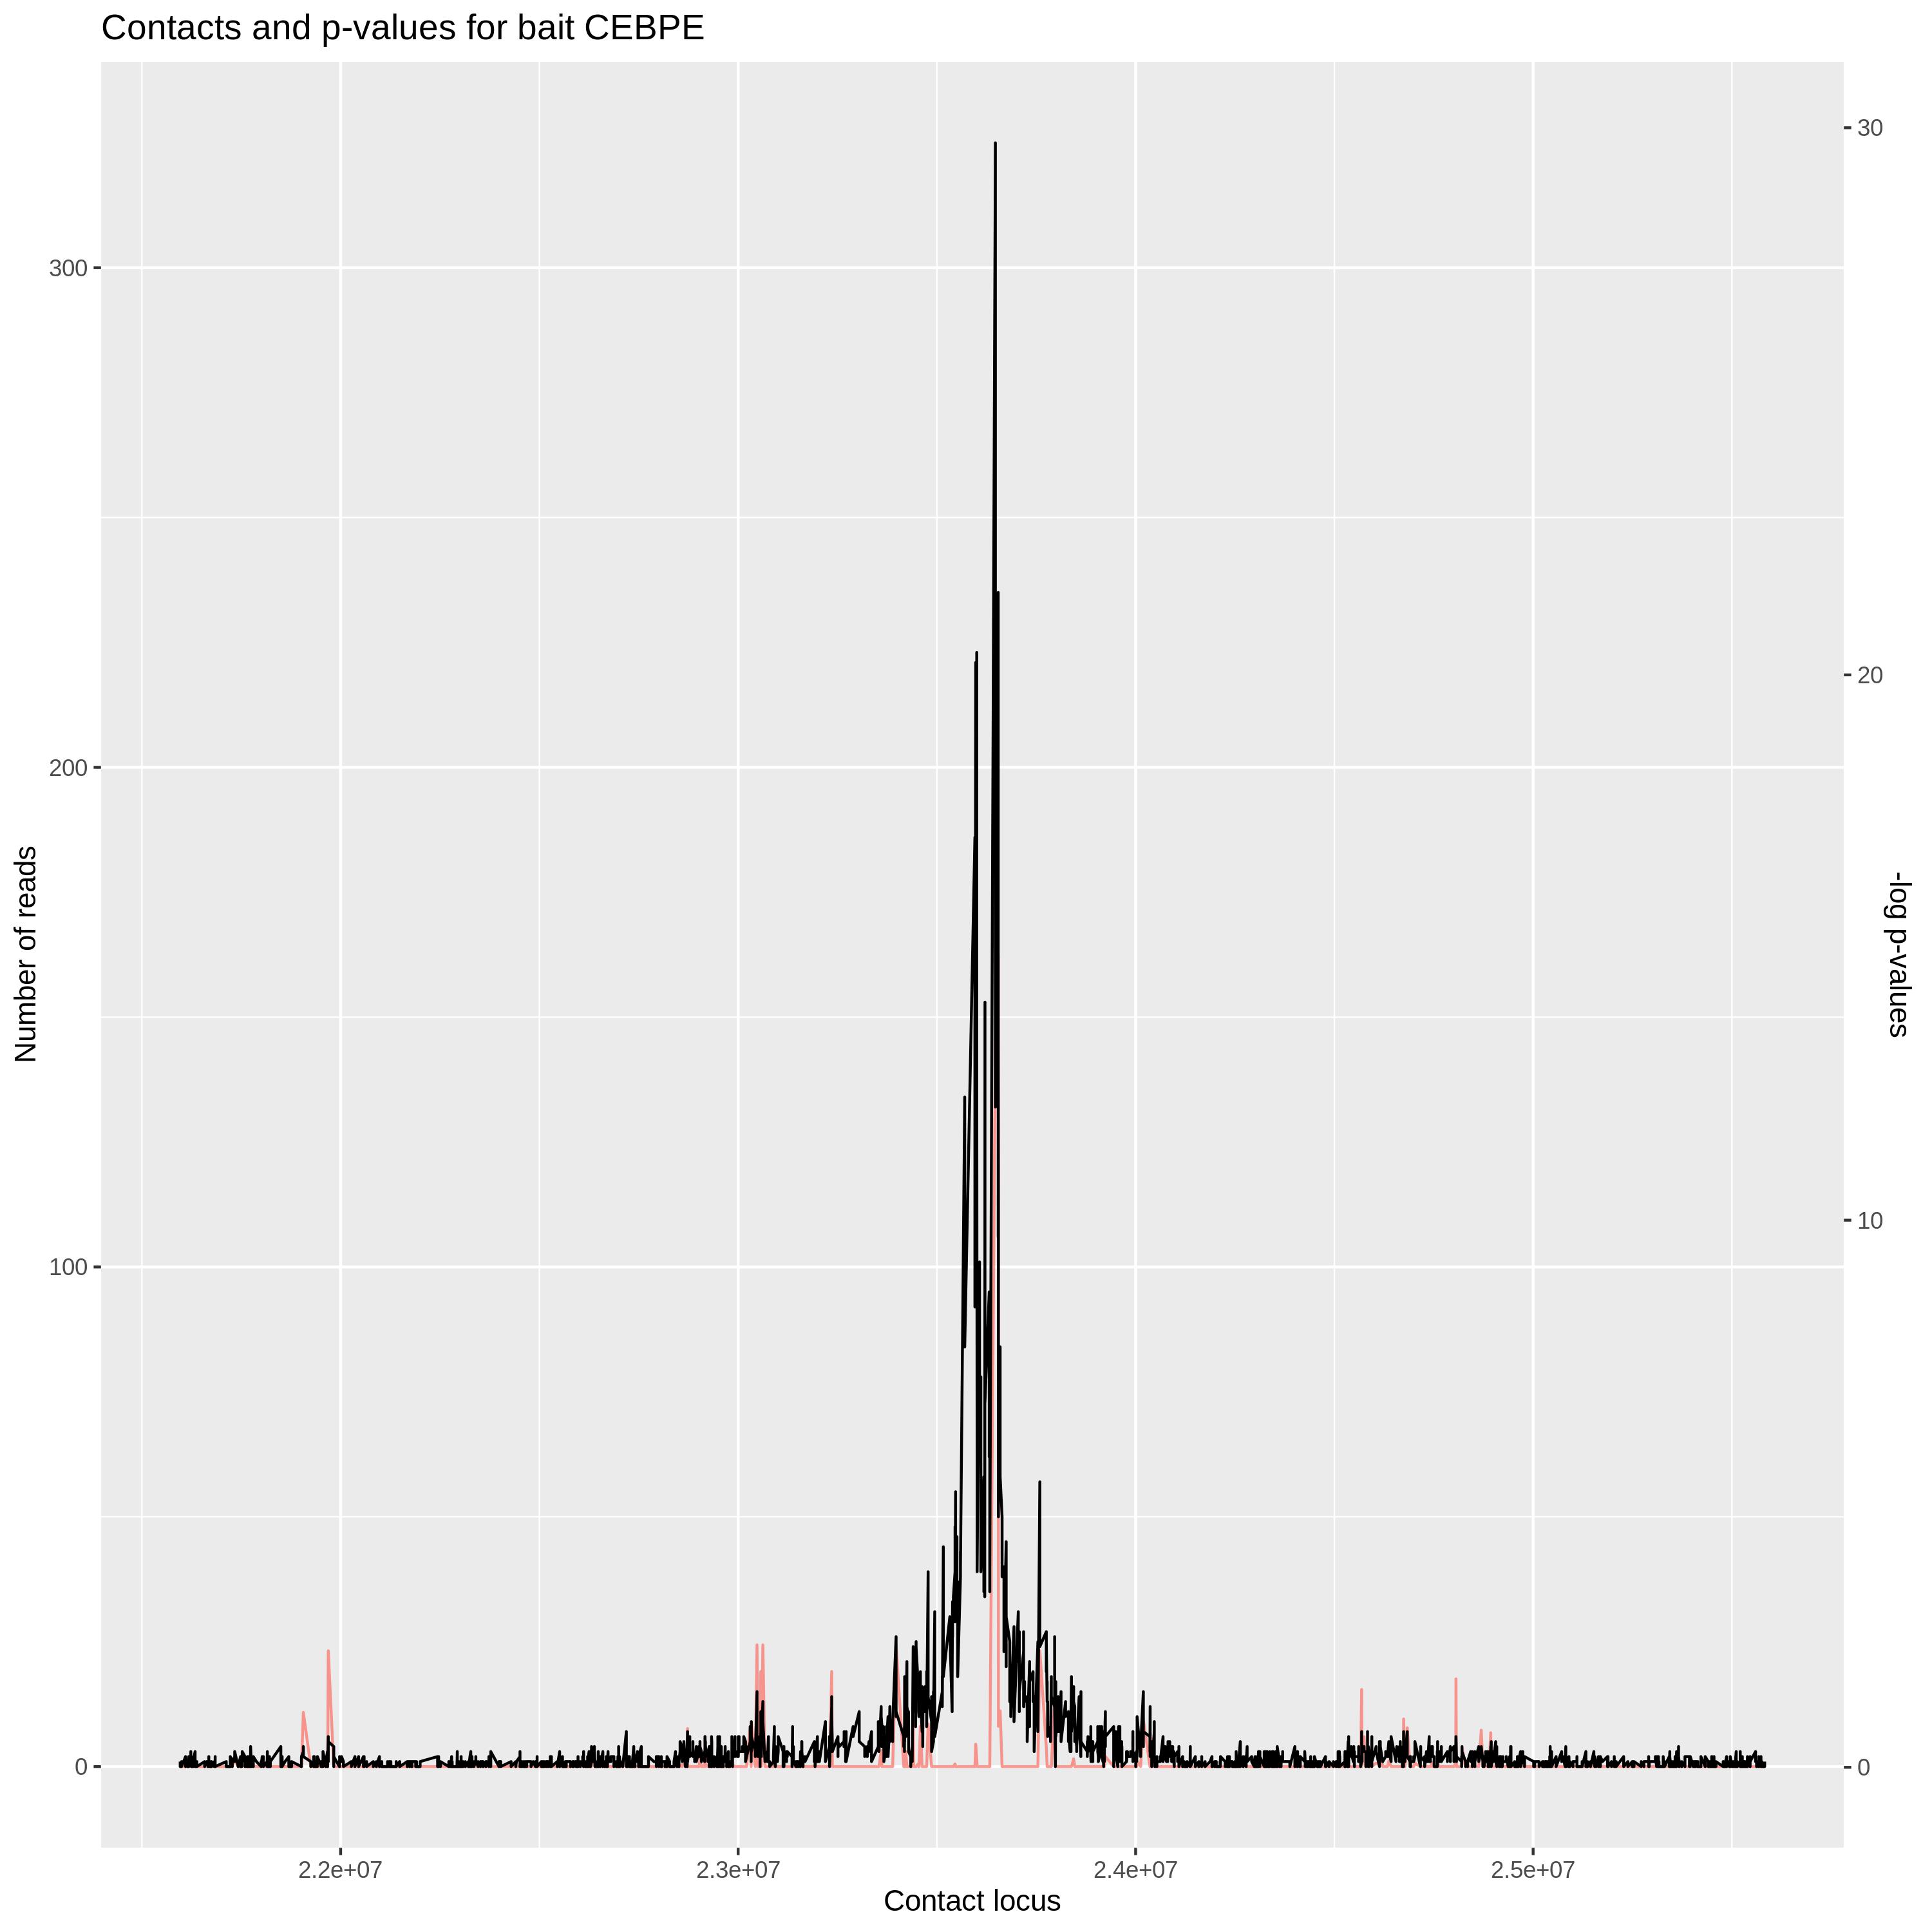 Contacts and p-values for bait CEBPE
30
300
20
200
Number of reads
-log p-values
10
100
0
0
2.2e+07
2.3e+07
2.4e+07
2.5e+07
Contact locus